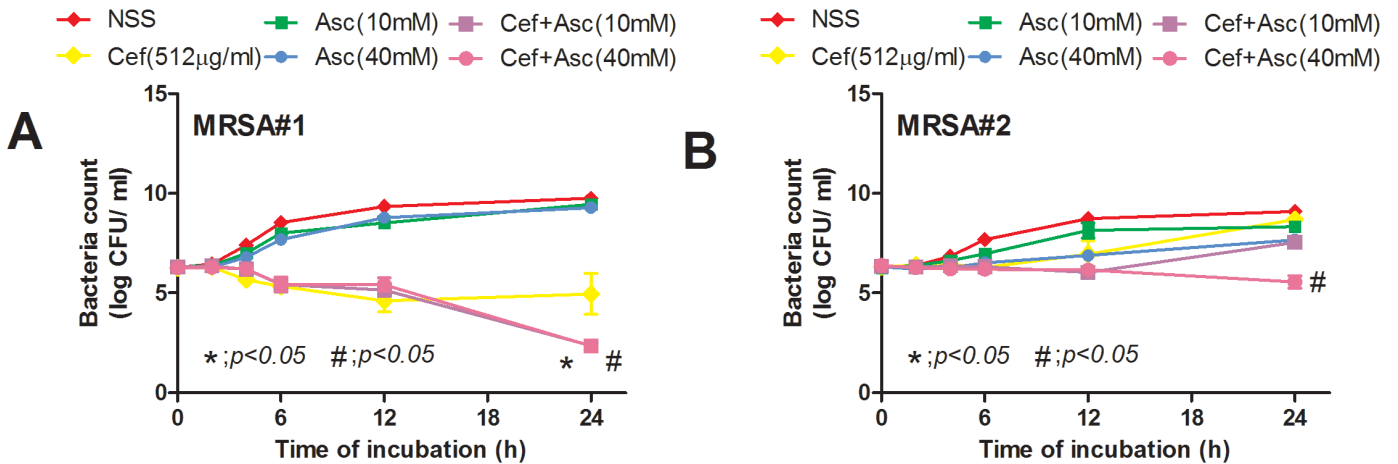 NSS Asc(10mM) Cef+Asc(10mM)
Cef(512μg/ml) Asc(40mM) Cef+Asc(40mM)
A
MRSA#1
Bacteria count
(log CFU/ ml)
15
10
5
0
*;p<0.05 #;p<0.05
* #
0 6 12 18 24
Time of incubation (h)
NSS Asc(10mM) Cef+Asc(10mM)
Cef(512μg/ml) Asc(40mM) Cef+Asc(40mM)
B
MRSA#2
Bacteria count
(log CFU/ ml)
15
10
5
0
#
*;p<0.05 #;p<0.05
0 6 12 18 24
Time of incubation (h)